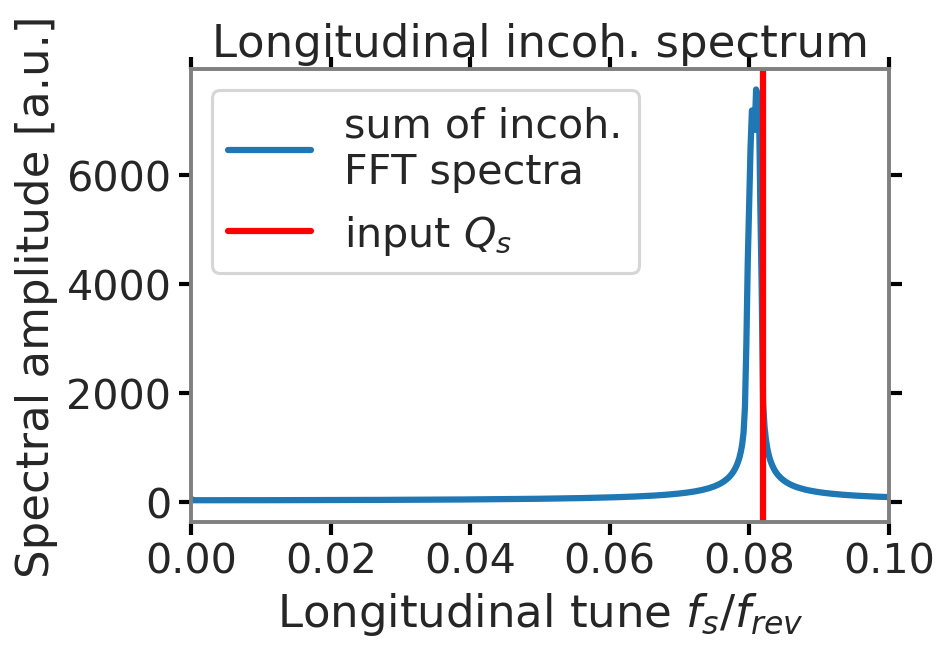 Longitudinal incoh. spectrum
Spectral amplitude [a.u.]
sum of incoh.
FFT spectra
input Qₛ
6000
4000
2000
0
0.00 0.02 0.04 0.06 0.08 0.10
Longitudinal tune fₛ/f_rev